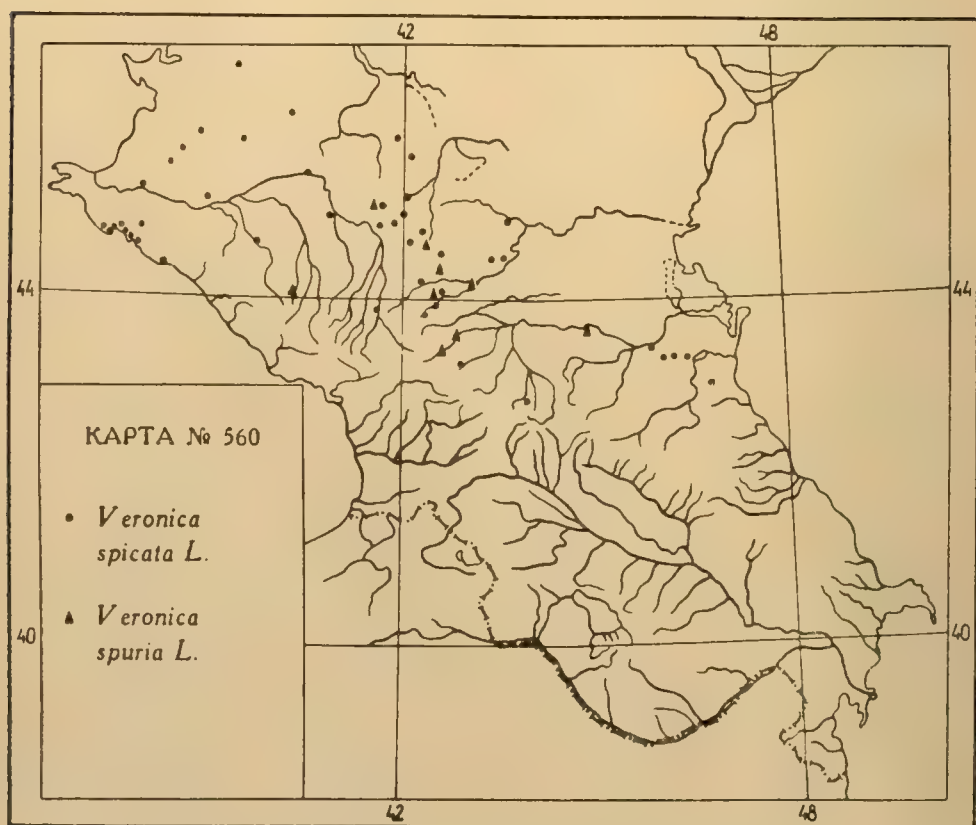 42 48
44 44
КАРТА № 560
Veronica
spicata L.
Veronica
spuria L.
40 40
42 48